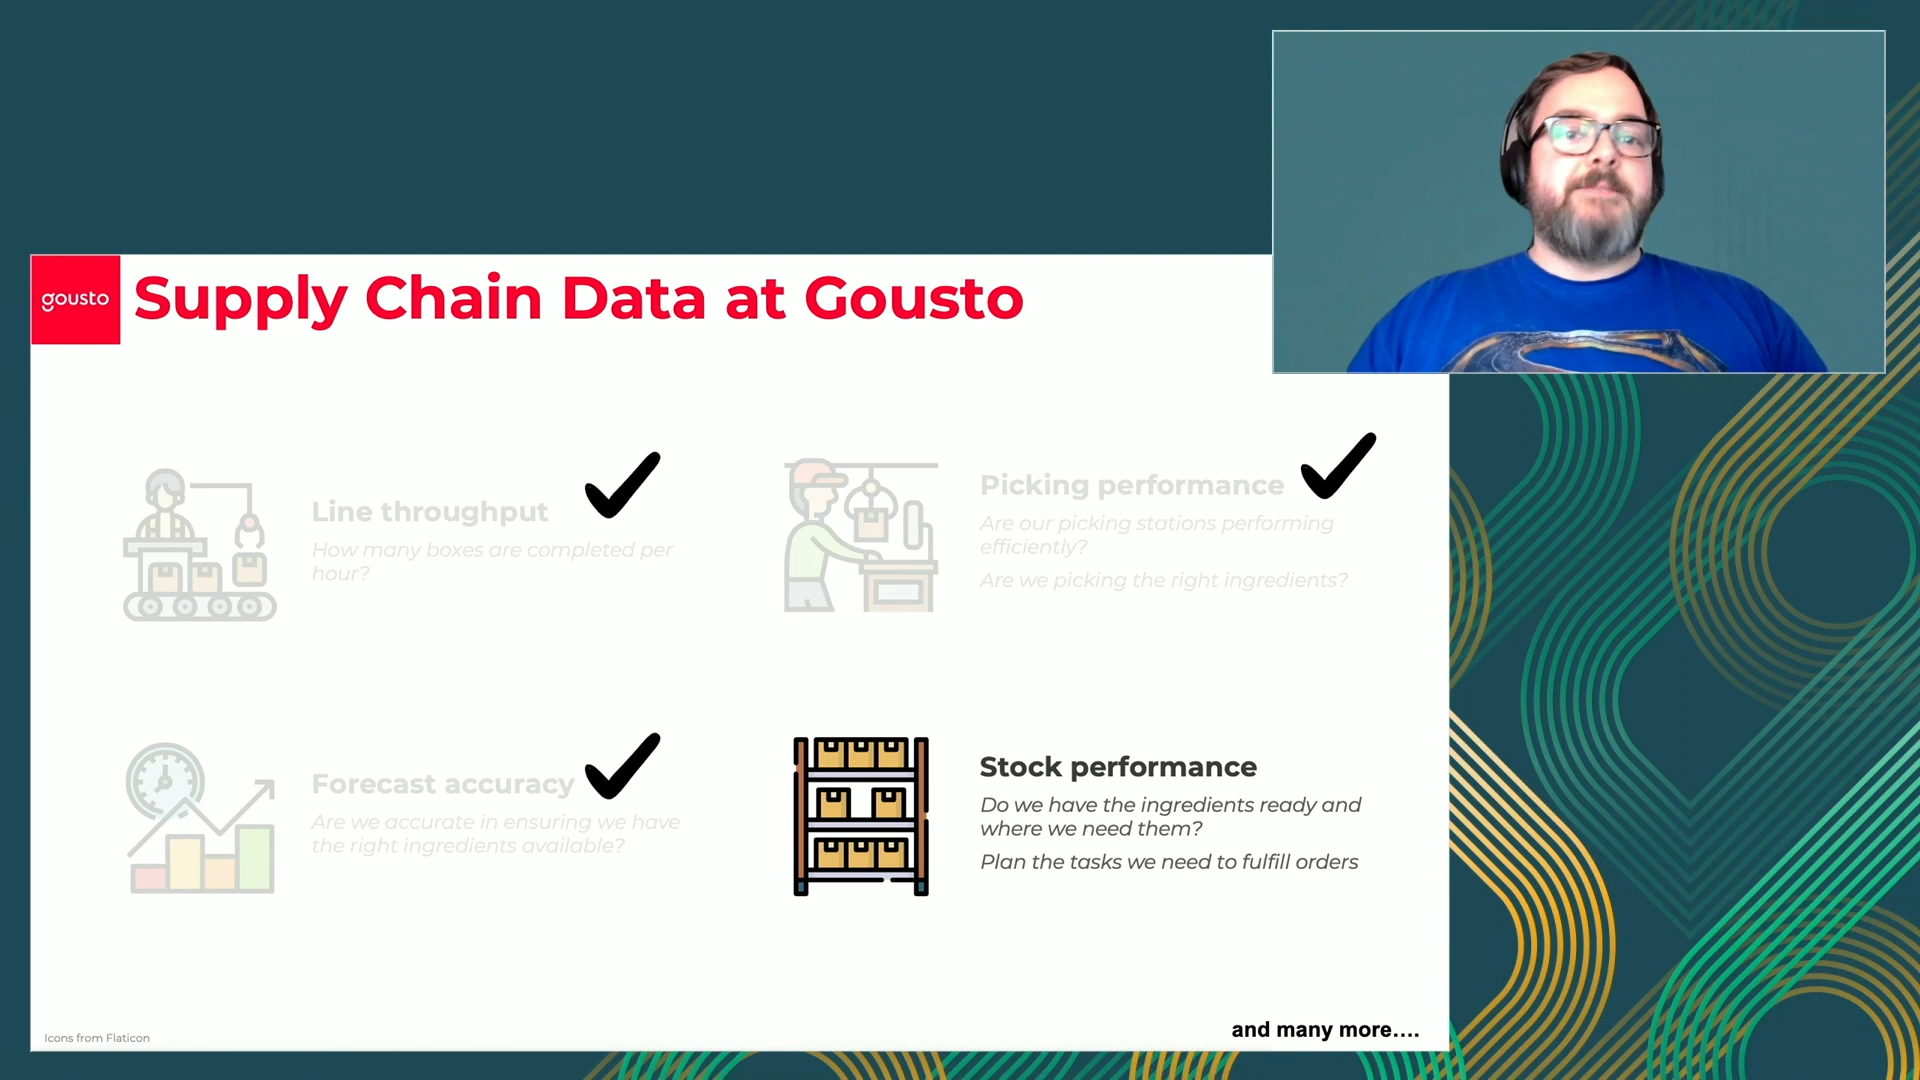 gousto
Supply Chain Data at Gousto
Line throughput
How many boxes are completed per
hour?
Picking performance
Are our picking stations performing
efficiently?
Are we picking the right ingredients?
Forecast accuracy
Are we accurate in ensuring we have
the right ingredients available?
Stock performance
Do we have the ingredients ready and
where we need them?
Plan the tasks we need to fulfill orders
and many more....
Icons from Flaticon